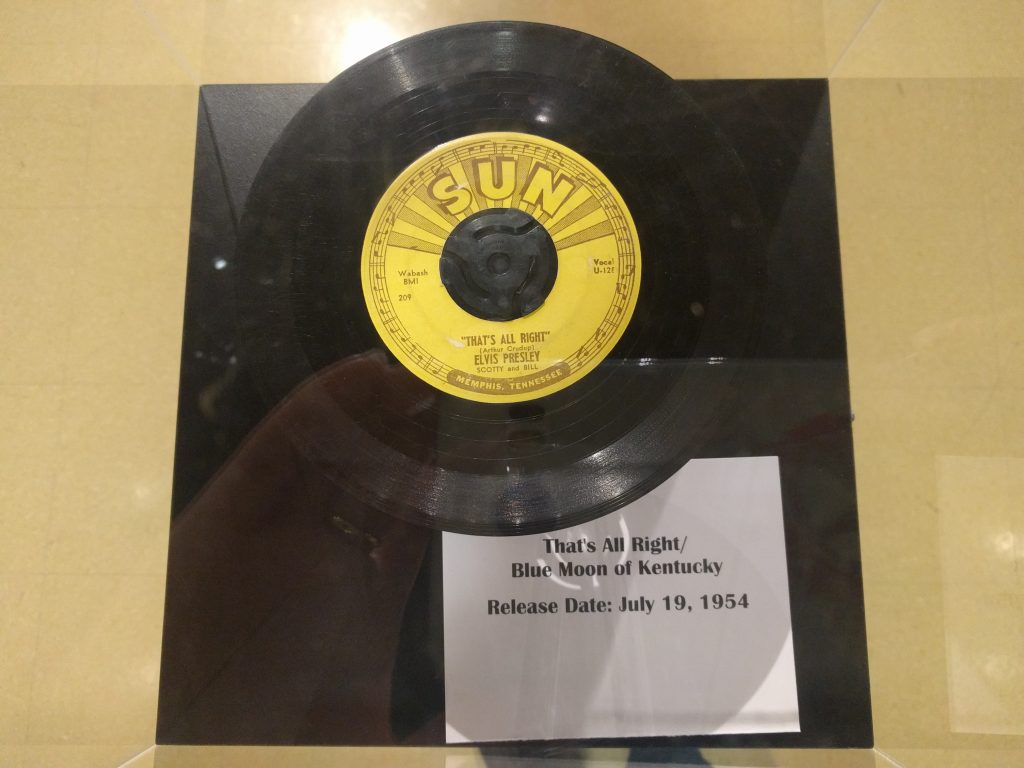 SUN
Wabash
BMI
209
Vocal
"THAT'S ALL RIGHT"
(Arthur Crudup)
ELVIS PRESLEY
SCOTTY and BILL
MEMPHIS, TENNESSEE
That's All Right/
Blue Moon of Kentucky
Release Date: July 19, 1954